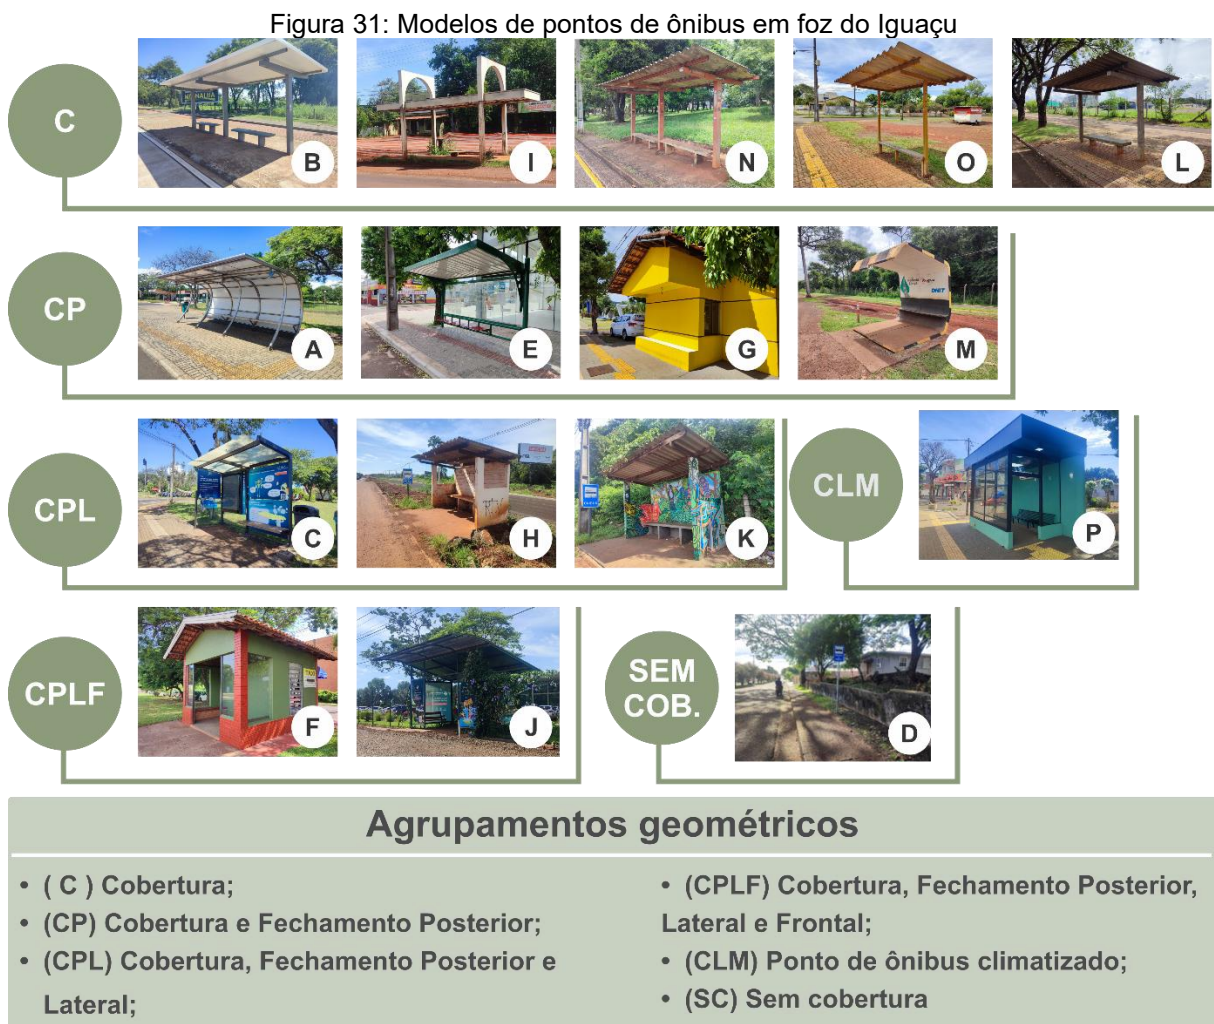 Figura 31: Modelos de pontos de ônibus em foz do Iguaçu
C
B
I
N
O
L
CP
A
E
G
M
DNIT
CPL
C
H
K
CLM
P
CPLF
F
J
SEM
COB.
D
Agrupamentos geométricos
• ( C ) Cobertura;
• (CP) Cobertura e Fechamento Posterior;
• (CPL) Cobertura, Fechamento Posterior e
Lateral;
• (CPLF) Cobertura, Fechamento Posterior,
Lateral e Frontal;
• (CLM) Ponto de ônibus climatizado;
• (SC) Sem cobertura